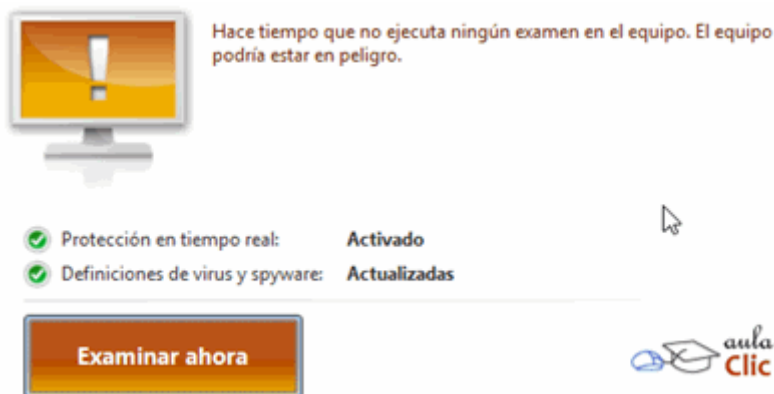 Hace tiempo que no ejecuta ningún examen en el equipo. El equipo
podría estar en peligro.
Protección en tiempo real: Activado
Definiciones de virus y spyware: Actualizadas
Examinar ahora
aula
Clic